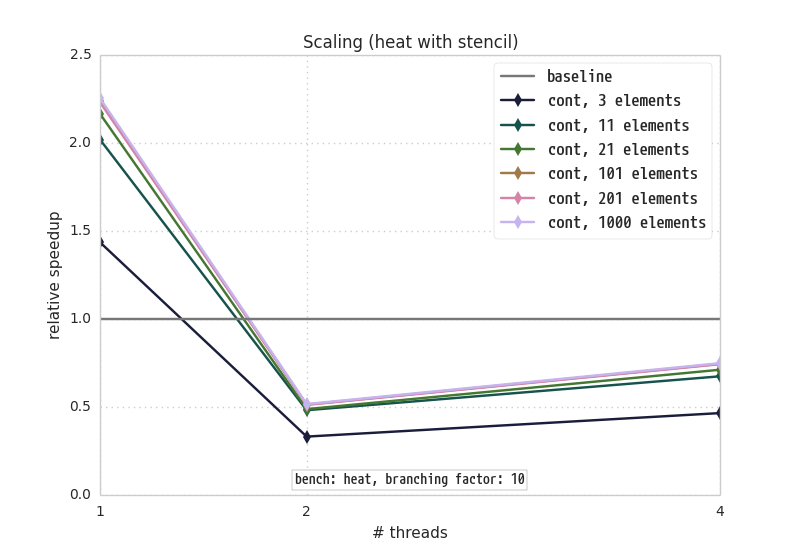 Scaling (heat with stencil)
2.5
2.0
1.5
1.0
0.5
0.0
relative speedup
baseline
cont, 3 elements
cont, 11 elements
cont, 21 elements
cont, 101 elements
cont, 201 elements
cont, 1000 elements
bench: heat, branching factor: 10
1
2
4
# threads